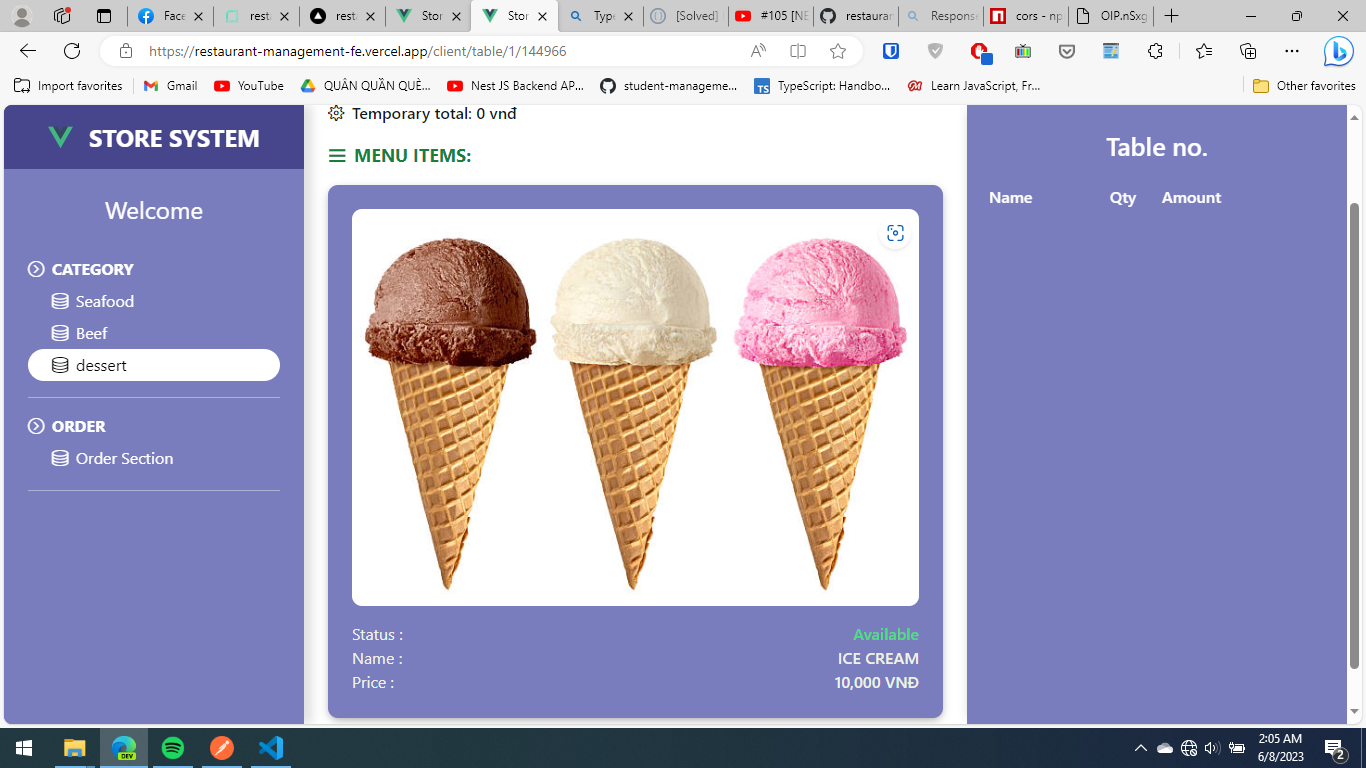 Face
resta
resta
Stor
Stor
Type
[Solved]
#105 [NE
restaurar
Response
cors - np
OIP.nSxg
https://restaurant-management-fe.vercel.app/client/table/1/144966
Import favorites
Gmail
YouTube
QUÂN QUẦN QUÈ...
Nest JS Backend AP...
student-manageme...
TypeScript: Handbo...
Learn JavaScript, Fr...
Other favorites
STORE SYSTEM
Welcome
CATEGORY
Seafood
Beef
dessert
ORDER
Order Section
Temporary total: 0 vnđ
MENU ITEMS:
Status : Available
Name : ICE CREAM
Price : 10,000 VNĐ
Table no.
Name Qty Amount
DEV
2:05 AM
6/8/2023
2